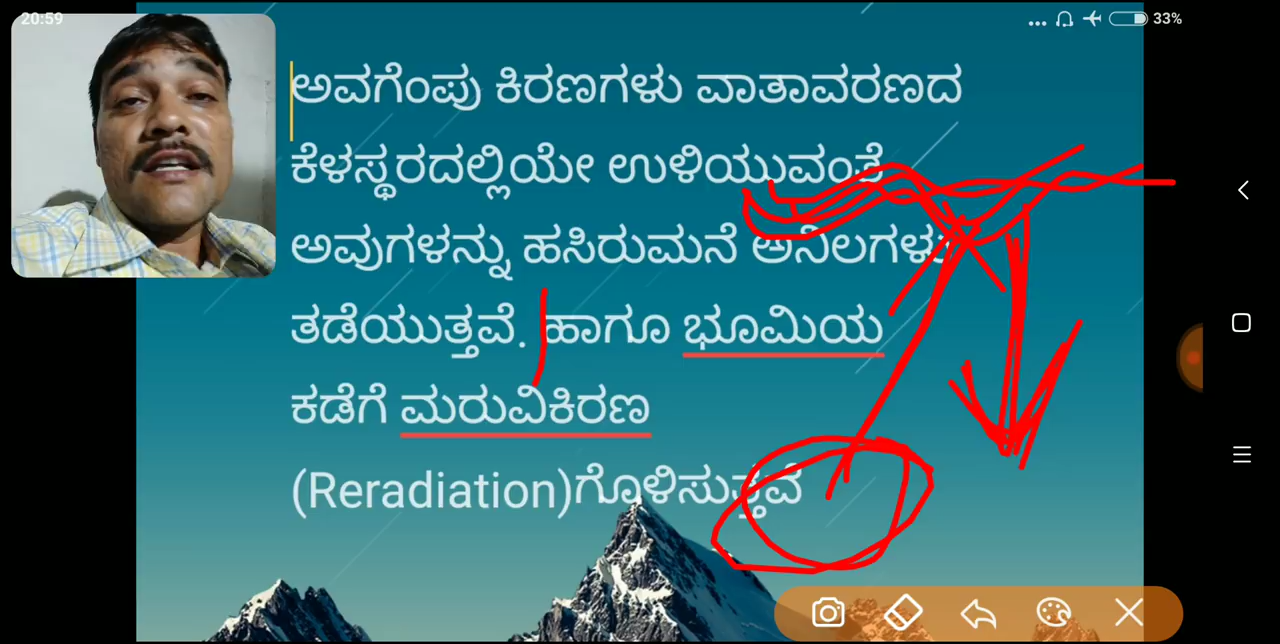 20:59
33%
ಅವಗೆಂಪು ಕಿರಣಗಳು ವಾತಾವರಣದ
ಕೆಳಸ್ಥರದಲ್ಲಿಯೇ ಉಳಿಯುವಂತೆ
ಅವುಗಳನ್ನು ಹಸಿರುಮನೆ ಅನಿಲಗಳು
ತಡೆಯುತ್ತವೆ. ಹಾಗೂ ಭೂಮಿಯ
ಕಡೆಗೆ ಮರುವಿಕಿರಣ
(Reradiation)ಗೊಳಿಸುತ್ತವೆ